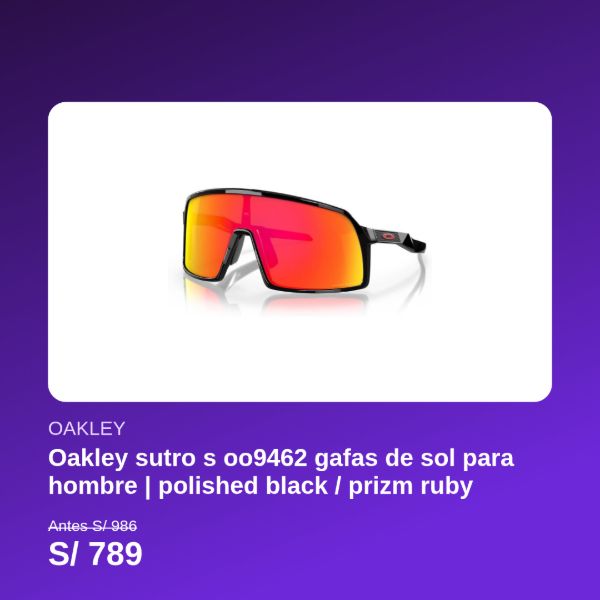 OAKLEY
Oakley sutro s oo9462 gafas de sol para
hombre | polished black / prizm ruby
Antes S/ 986
S/ 789